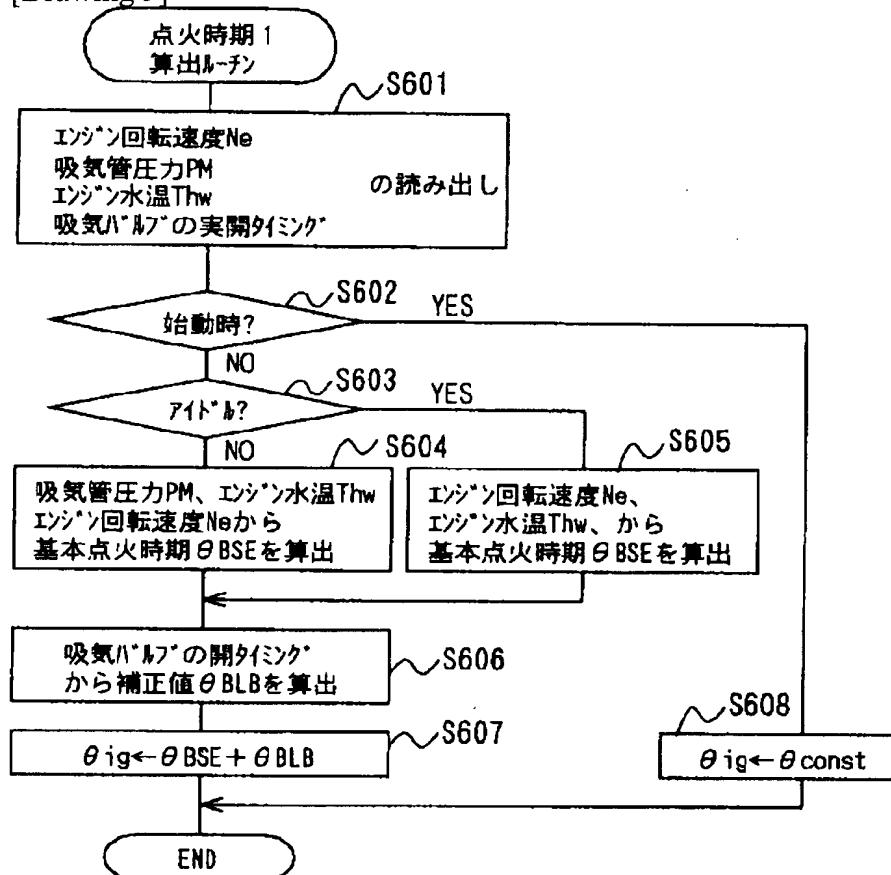 点火時期1
算出ルーチン
S601
エンジン回転速度Ne
吸気管圧力PM
エンジン水温Thw
の読み出し
吸気バルブの実開タイミング
S602
始動時?
YES
NO
S603
アイドル?
YES
NO
S604
吸気管圧力PM、エンジン水温Thw
エンジン回転速度Neから
基本点火時期θBSEを算出
S605
エンジン回転速度Ne、
エンジン水温Thw、から
基本点火時期θBSEを算出
S606
吸気バルブの開タイミング
から補正値θBLBを算出
S607
θig←θBSE+θBLB
S608
θig←θconst
END